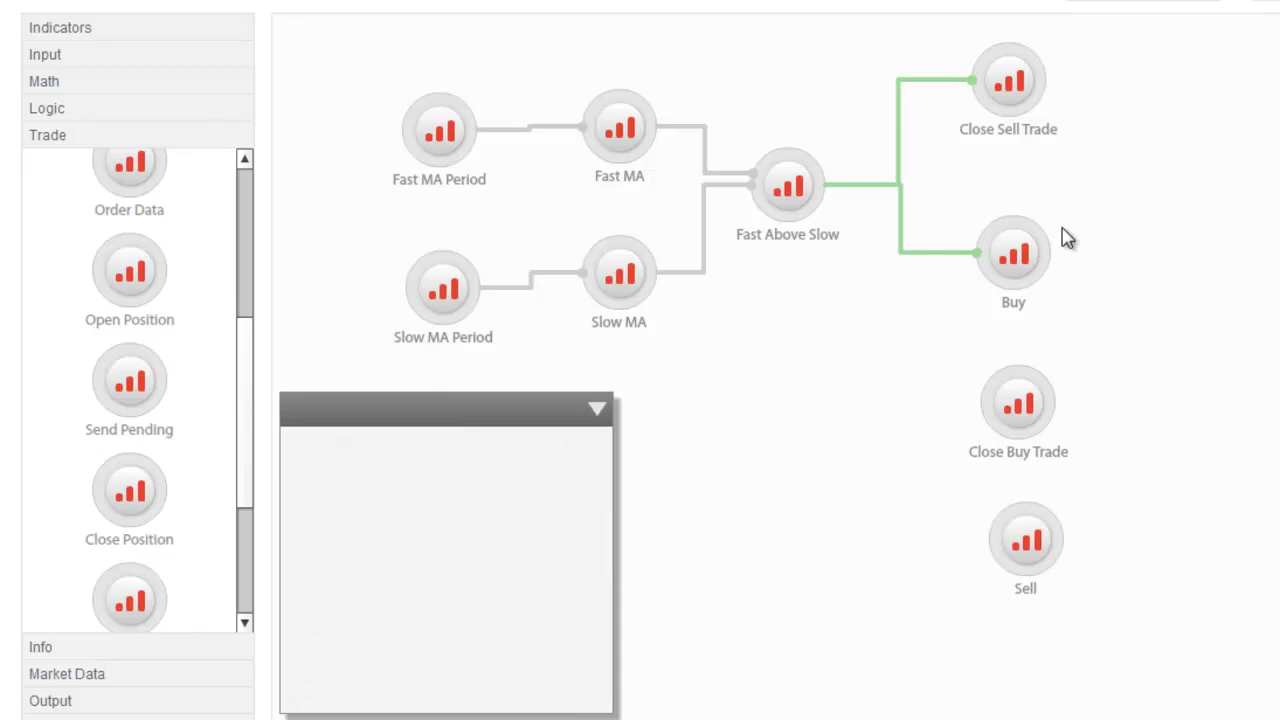 Indicators
Input
Math
Logic
Trade
Order Data
Open Position
Send Pending
Close Position
Info
Market Data
Output
Fast MA Period
Fast MA
Slow MA Period
Slow MA
Fast Above Slow
Close Sell Trade
Buy
Close Buy Trade
Sell